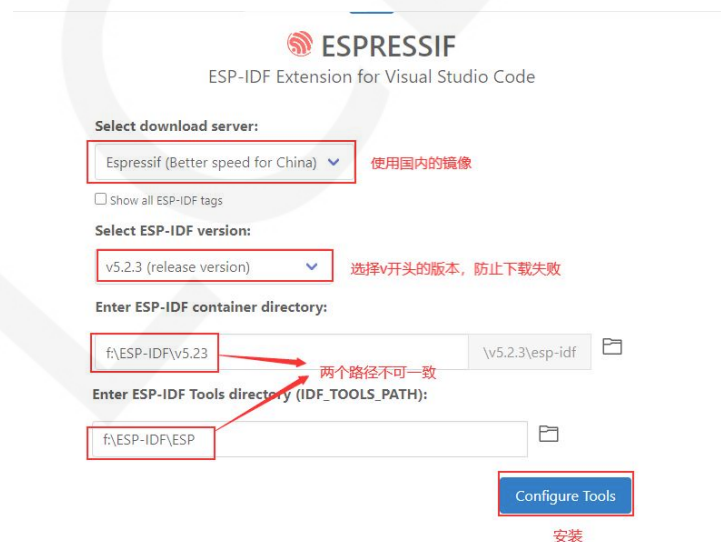 ESPRESSIF
ESP-IDF Extension for Visual Studio Code
Select download server:
Espressif (Better speed for China) 使用国内的镜像
Show all ESP-IDF tags
Select ESP-IDF version:
v5.2.3 (release version) 选择v开头的版本，防止下载失败
Enter ESP-IDF container directory:
f:\ESP-IDF\v5.23 \v5.2.3\esp-idf
两个路径不可一致
Enter ESP-IDF Tools directory (IDF_TOOLS_PATH):
f:\ESP-IDF\ESP
Configure Tools
安装